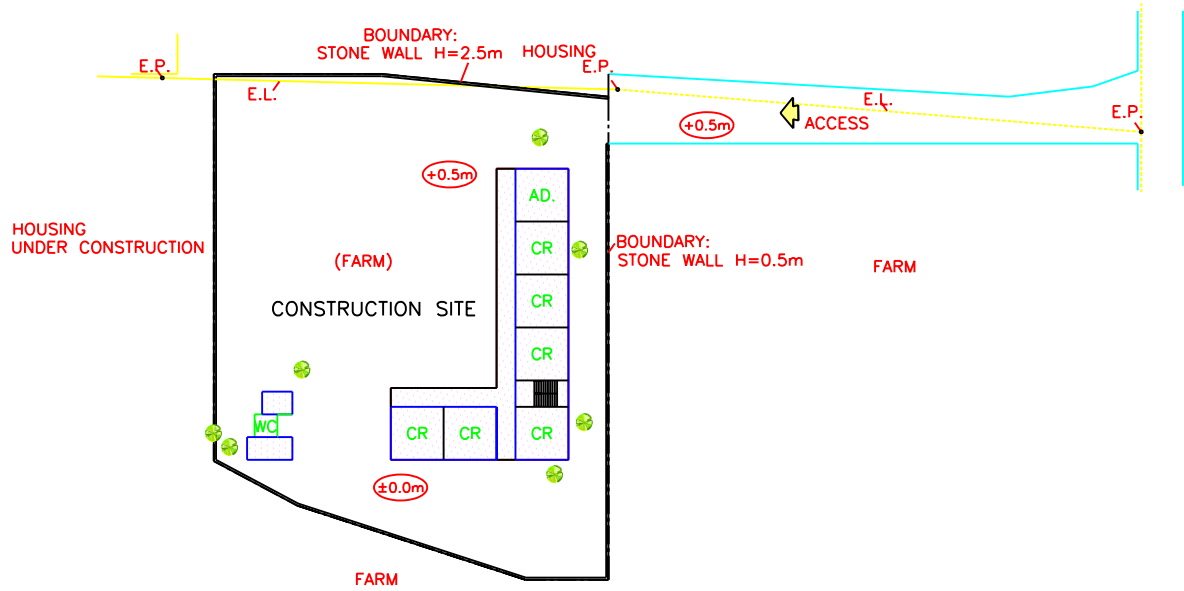 BOUNDARY:
STONE WALL H=2.5m
HOUSING
E.P.
E.P.
E.L.
E.L.
E.P.
+0.5m
ACCESS
+0.5m
AD.
HOUSING
UNDER CONSTRUCTION
CR
BOUNDARY:
STONE WALL H=0.5m
(FARM)
FARM
CONSTRUCTION SITE
CR
CR
WC
CR
CR
CR
±0.0m
FARM